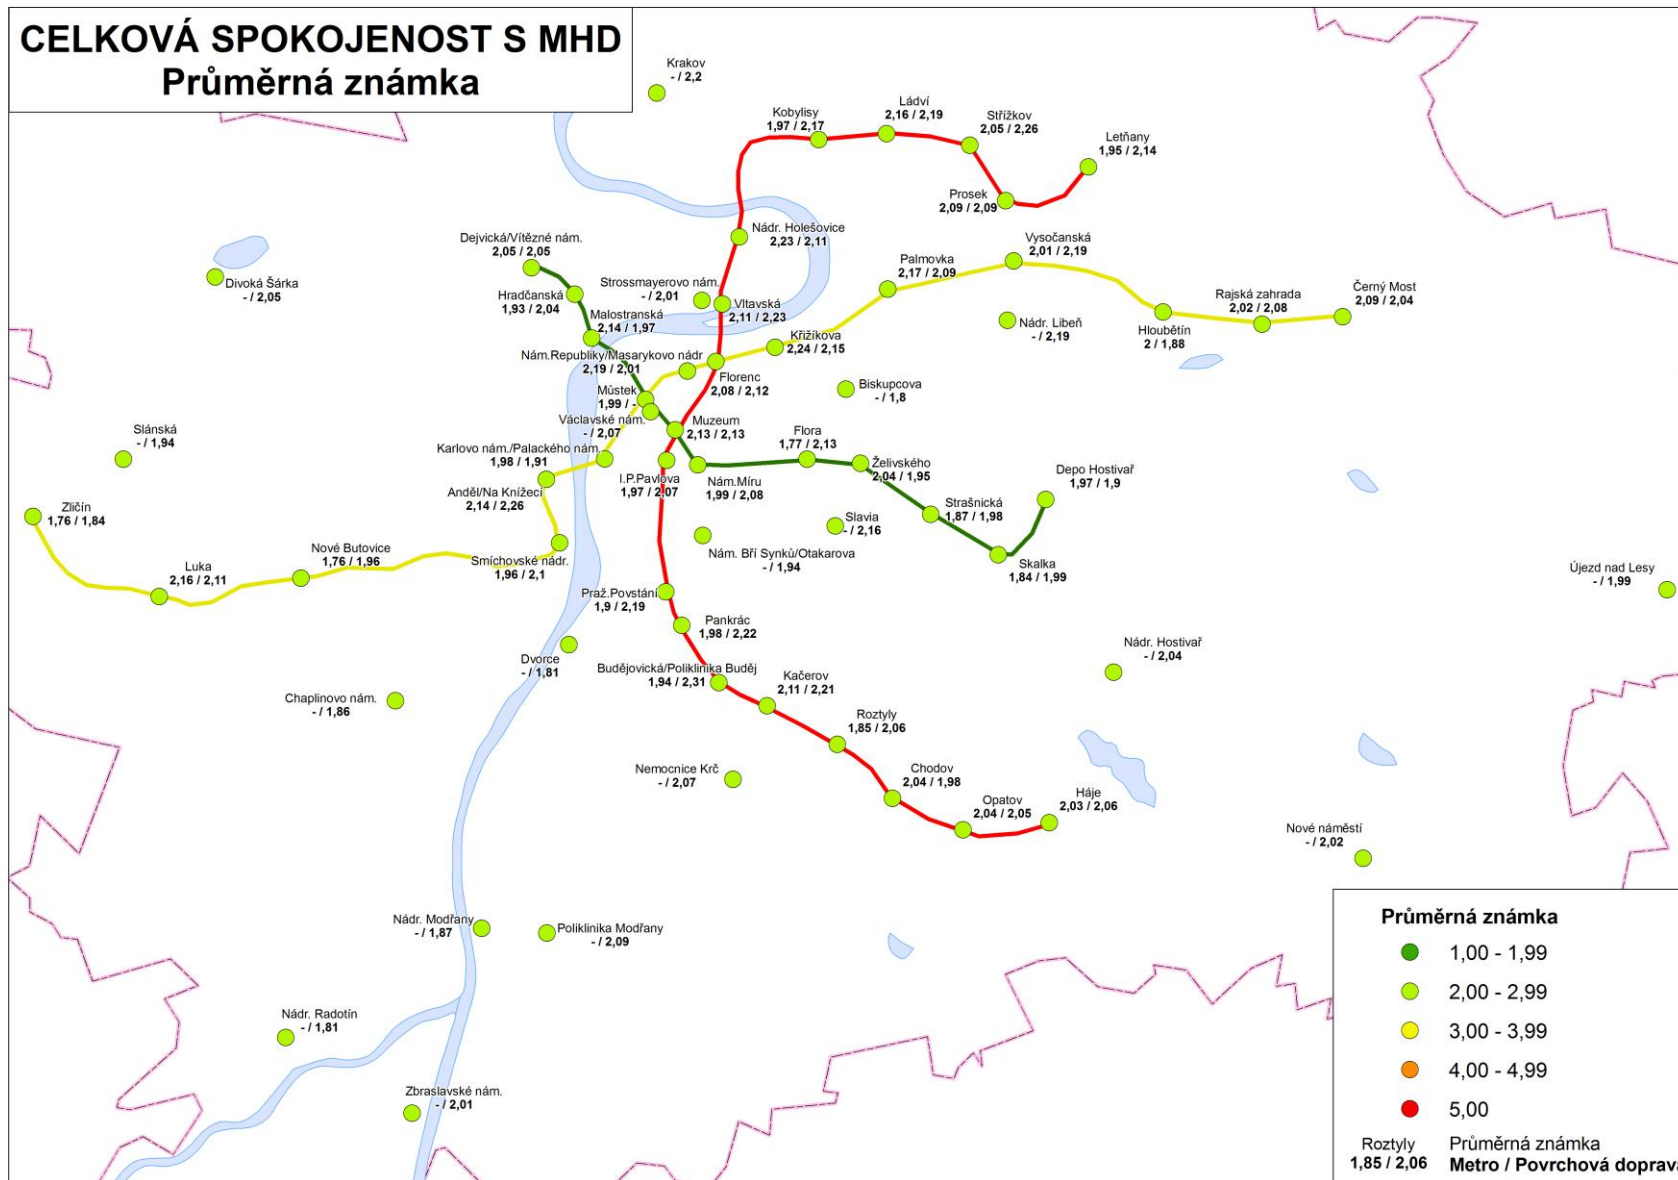 CELKOVÁ SPOKOJENOST S MHD
Průměrná známka
Krakov
- / 2,2
Kobylisy
1,97 / 2,17
Ládví
2,16 / 2,19
Střížkov
2,05 / 2,26
Letňany
1,95 / 2,14
Prosek
2,09 / 2,09
Nádr. Holešovice
2,23 / 2,11
Dejvická/Vítězné nám.
2,05 / 2,05
Divoká Šárka
- / 2,05
Hradčanská
1,93 / 2,04
Strossmayerovo nám.
- / 2,01
Vltavská
2,11 / 2,23
Palmovka
2,17 / 2,09
Vysočanská
2,01 / 2,19
Nádr. Libeň
- / 2,19
Hloubětín
2 / 1,88
Rajská zahrada
2,02 / 2,08
Černý Most
2,09 / 2,04
Malostranská
2,14 / 1,97
Křižíkova
2,24 / 2,15
Nám.Republiky/Masarykovo nádr
2,19 / 2,01
Florenc
2,08 / 2,12
Můstek
1,99 / -
Biskupcova
- / 1,8
Václavské nám.
- / 2,07
Muzeum
2,13 / 2,13
Slánská
- / 1,94
Karlovo nám./Palackého nám.
1,98 / 1,91
Flora
1,77 / 2,13
Želivského
2,04 / 1,95
I.P.Pavlova
1,97 / 2,07
Nám.Míru
1,99 / 2,08
Depo Hostivař
1,97 / 1,9
Anděl/Na Knížecí
2,14 / 2,26
Zličín
1,76 / 1,84
Strašnická
1,87 / 1,98
Slavia
- / 2,16
Nám. Bří Synků/Otakarova
- / 1,94
Nové Butovice
1,76 / 1,96
Smíchovské nádr.
1,96 / 2,1
Skalka
1,84 / 1,99
Luka
2,16 / 2,11
Újezd nad Lesy
- / 1,99
Praž.Povstání
1,9 / 2,19
Pankrác
1,98 / 2,22
Dvorce
- / 1,81
Budějovická/Poliklinika Buděj
1,94 / 2,31
Kačerov
2,11 / 2,21
Nádr. Hostivař
- / 2,04
Chaplinovo nám.
- / 1,86
Roztyly
1,85 / 2,06
Nemocnice Krč
- / 2,07
Chodov
2,04 / 1,98
Opatov
2,04 / 2,05
Háje
2,03 / 2,06
Nové náměstí
- / 2,02
Nádr. Modřany
- / 1,87
Poliklinika Modřany
- / 2,09
Nádr. Radotín
- / 1,81
Zbraslavské nám.
- / 2,01
Průměrná známka
1,00 - 1,99
2,00 - 2,99
3,00 - 3,99
4,00 - 4,99
5,00
Roztyly Průměrná známka
1,85 / 2,06 Metro / Povrchová doprava